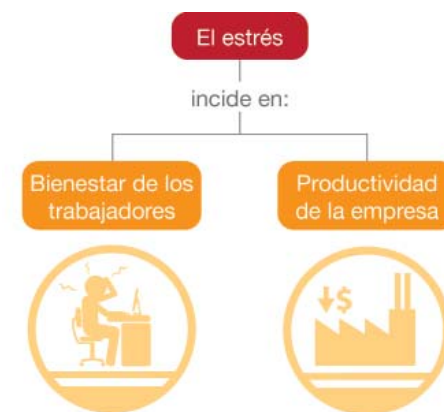 El estrés
incide en:
Bienestar de los
trabajadores
Productividad
de la empresa
$